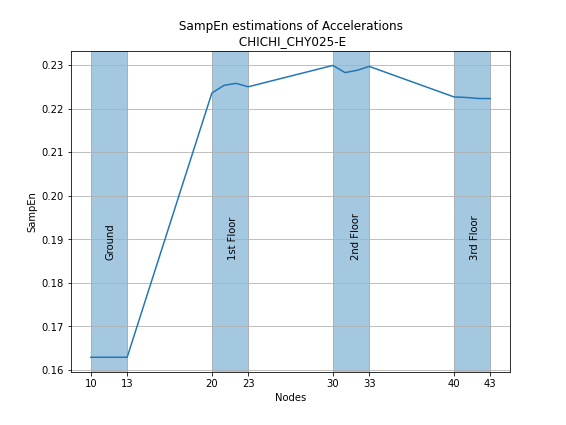 SampEn estimations of Accelerations
CHICHI_CHY025-E
0.23
0.22
0.21
0.20
0.19
0.18
0.17
0.16
SampEn
Ground
1st Floor
2nd Floor
3rd Floor
10 13 20 23 30 33 40 43
Nodes